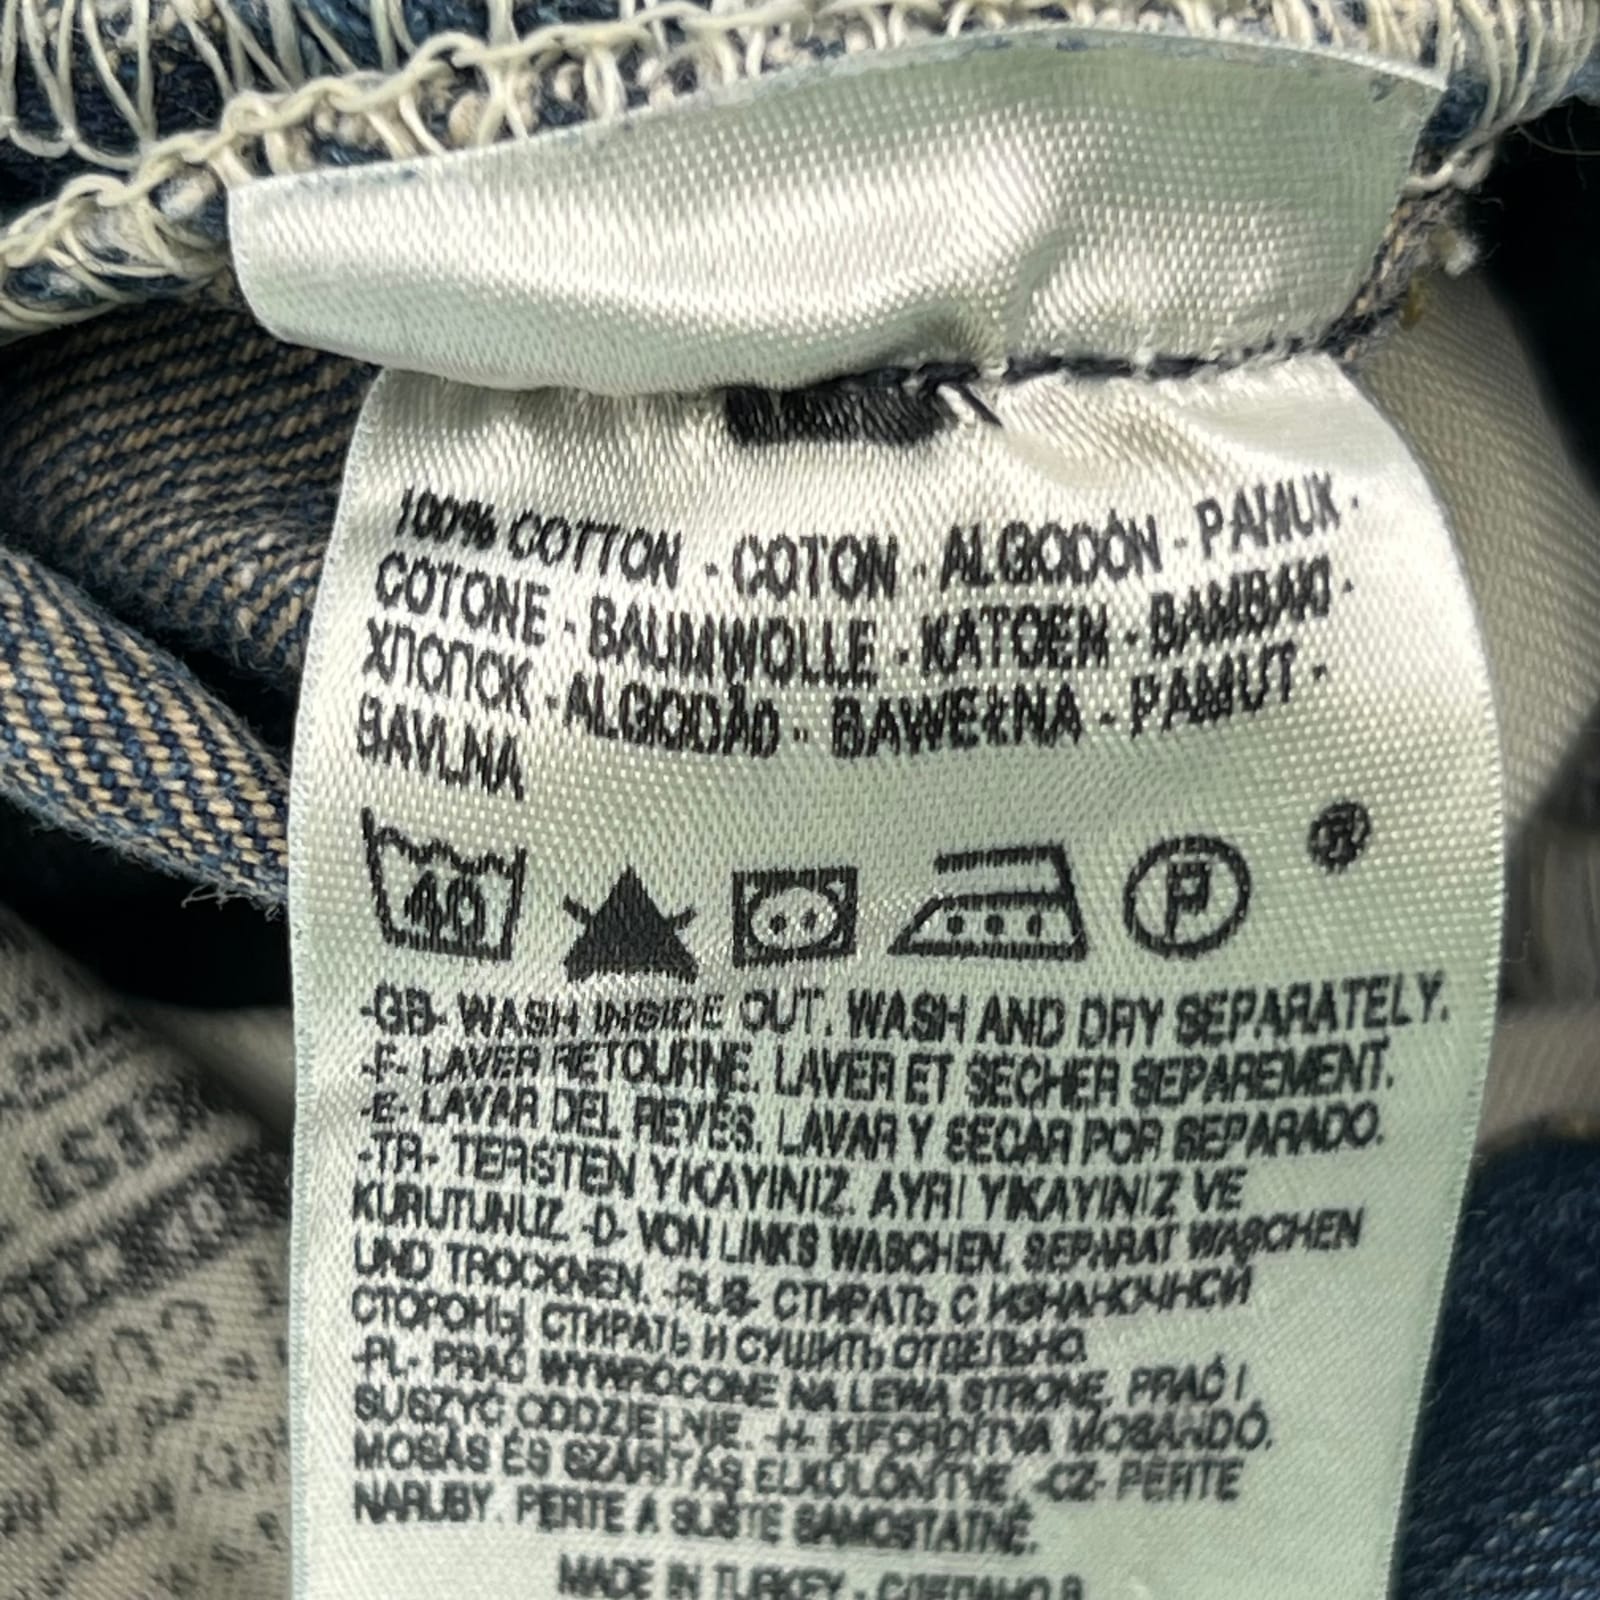 100% COTTON - COTON - ALGODÓN - PAMUK -
COTONE - BAUMWOLLE - KATOEN - BAMBAKI -
ХЛОПОК - ALGODÃO - BAWEŁNA - PAMUT -
BAVLNA
40 P ®
-GB- WASH INSIDE OUT. WASH AND DRY SEPARATELY.
-F- LAVER RETOURNE. LAVER ET SECHER SEPAREMENT.
-E- LAVAR DEL REVÉS. LAVAR Y SECAR POR SEPARADO.
-TR- TERSTEN YIKAYINIZ. AYRI YIKAYINIZ VE
KURUTUNUZ. -D- VON LINKS WASCHEN. SEPARAT WASCHEN
UND TROCKNEN. -RUS- СТИРАТЬ С ИЗНАНОЧНОЙ
СТОРОНЫ СТИРАТЬ И СУШИТЬ ОТДЕЛЬНО.
-PL- PRAĆ WYWRÓCONE NA LEWĄ STRONĘ. PRAĆ I
SUSZYĆ ODDZIELNIE. -H- KIFORDÍTVA MOSANDÓ.
MOSÁS ÉS SZÁRÍTÁS ELKÜLÖNÍTVE. -CZ- PERTE
NARUBY. PERTE A SUŠTE SAMOSTATNĚ.
MADE IN TURKEY - СДЕЛАНО В